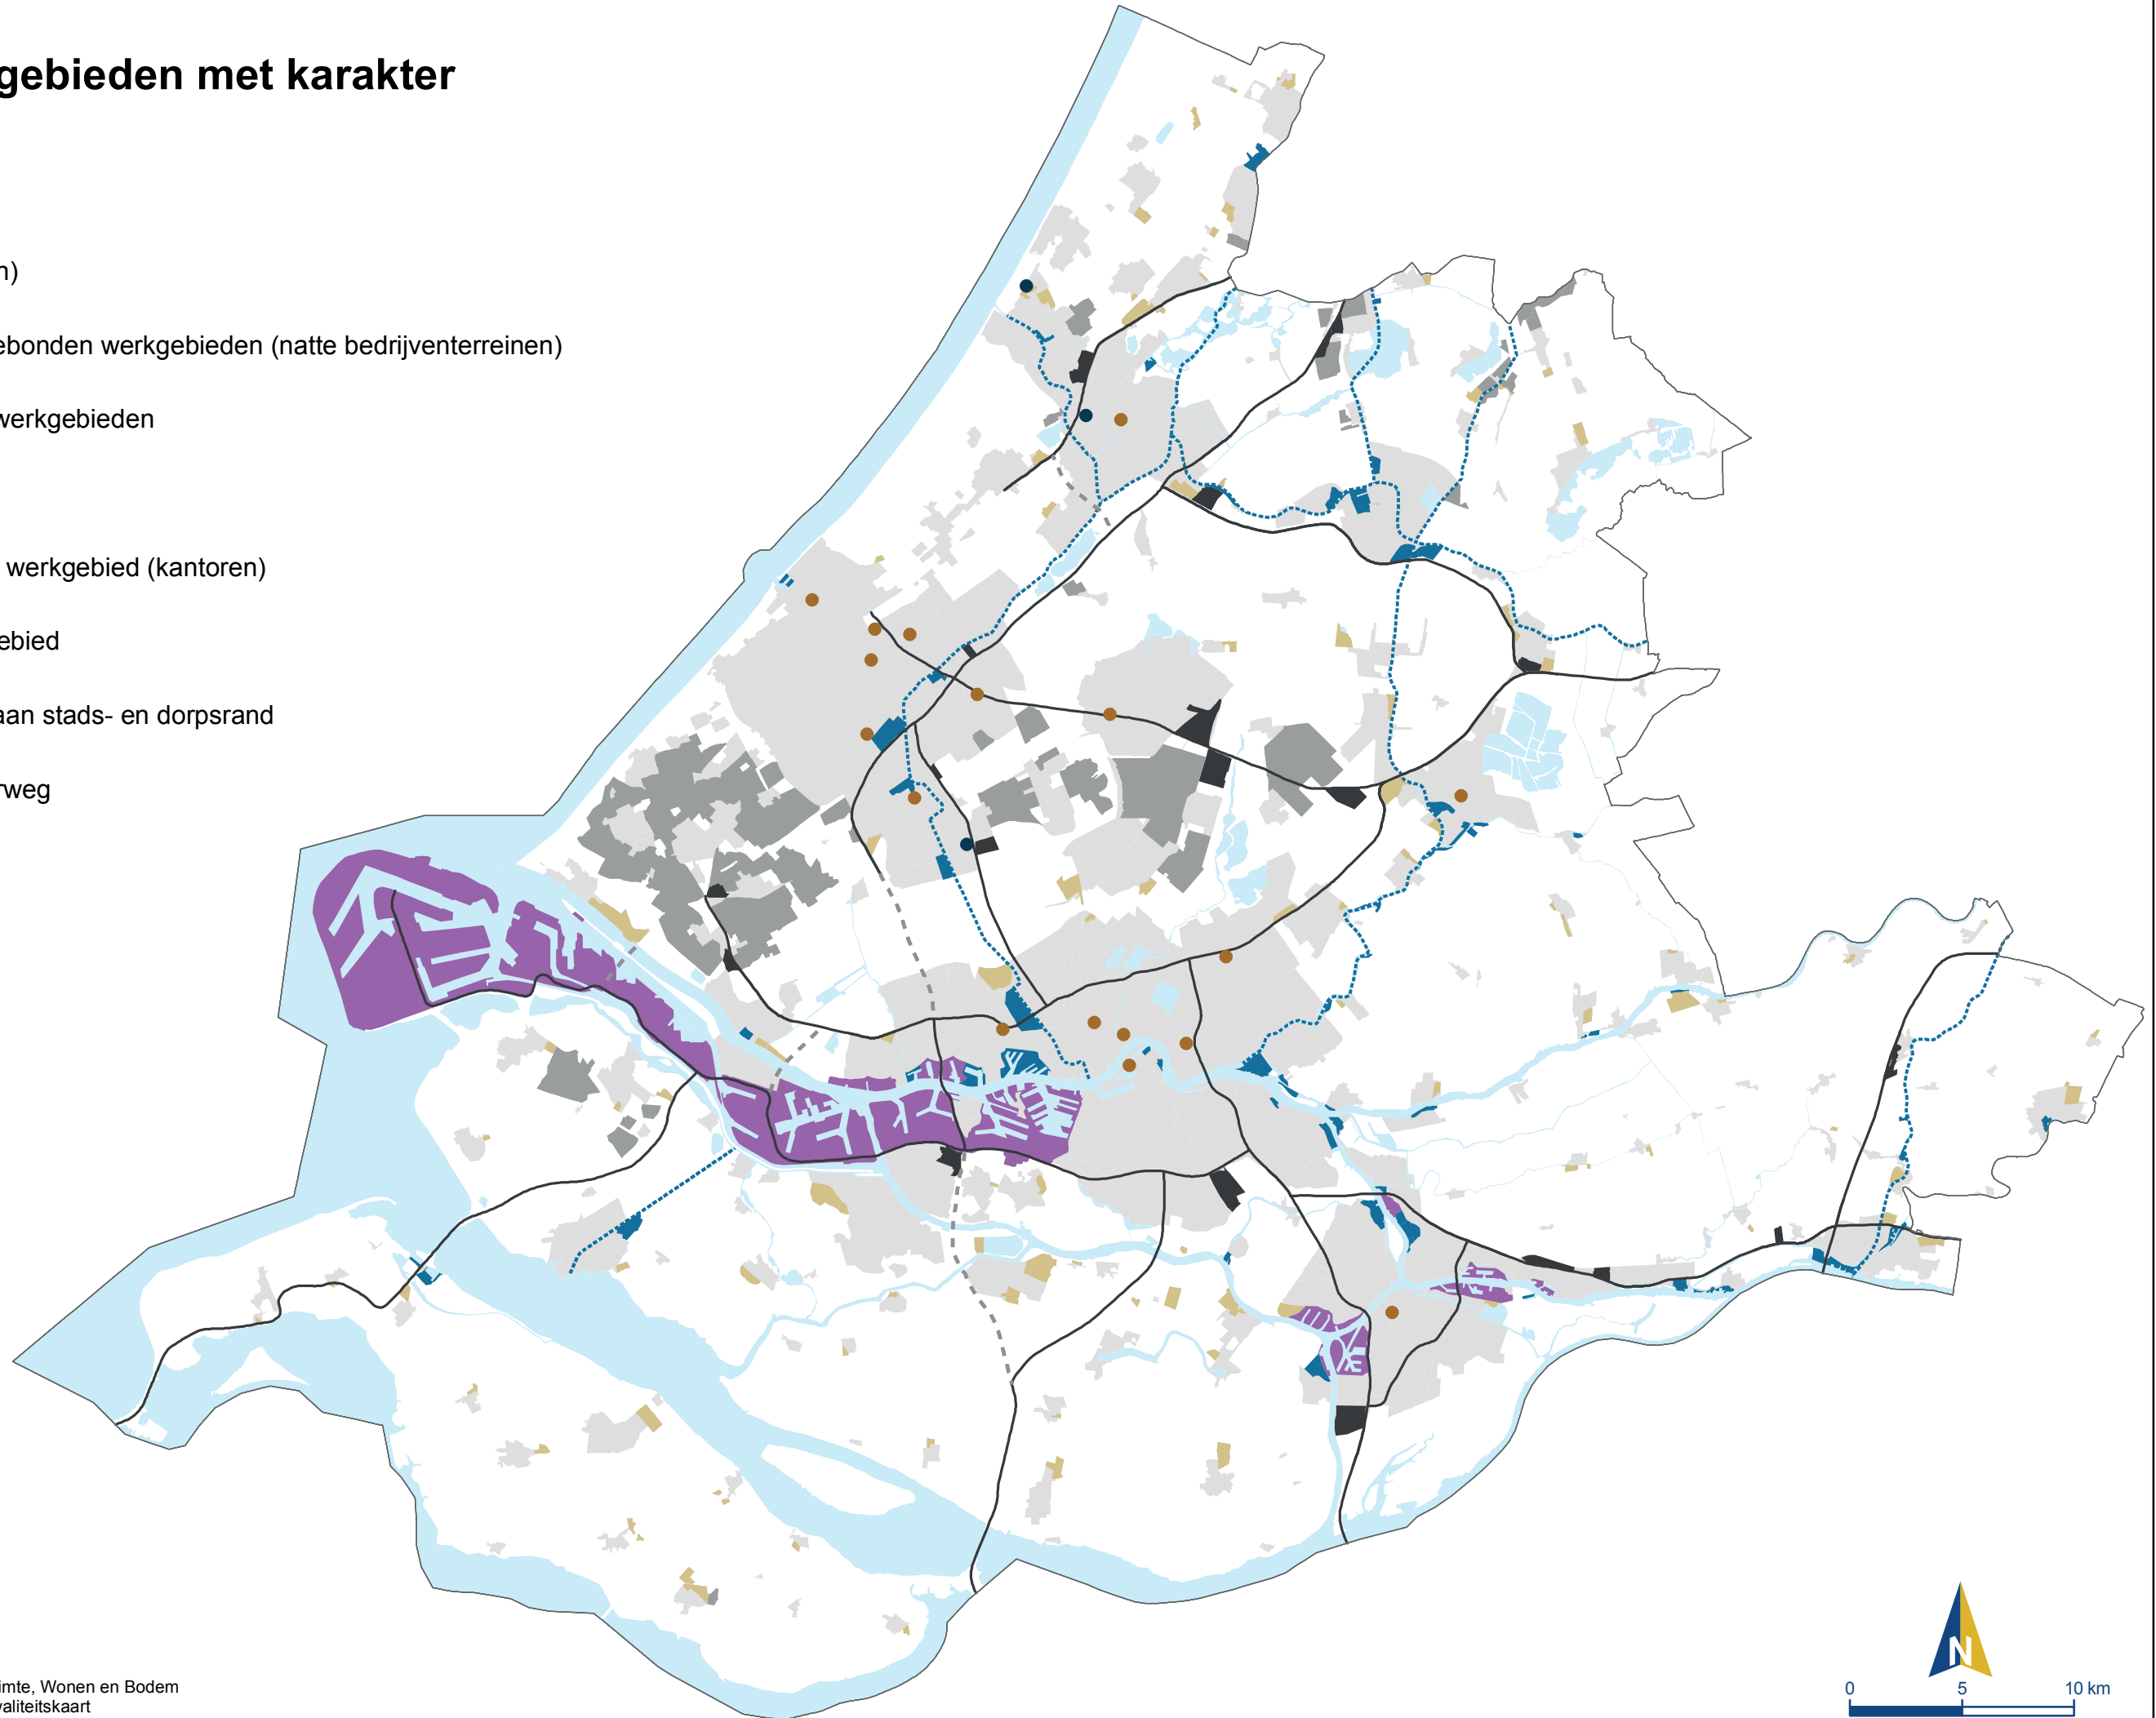 gebieden met karakter
n)
ebonden werkgebieden (natte bedrijventerreinen)
werkgebieden
werkgebied (kantoren)
ebied
aan stads- en dorpsrand
rweg
imte, Wonen en Bodem
waliteitskaart
N
0 5 10 km